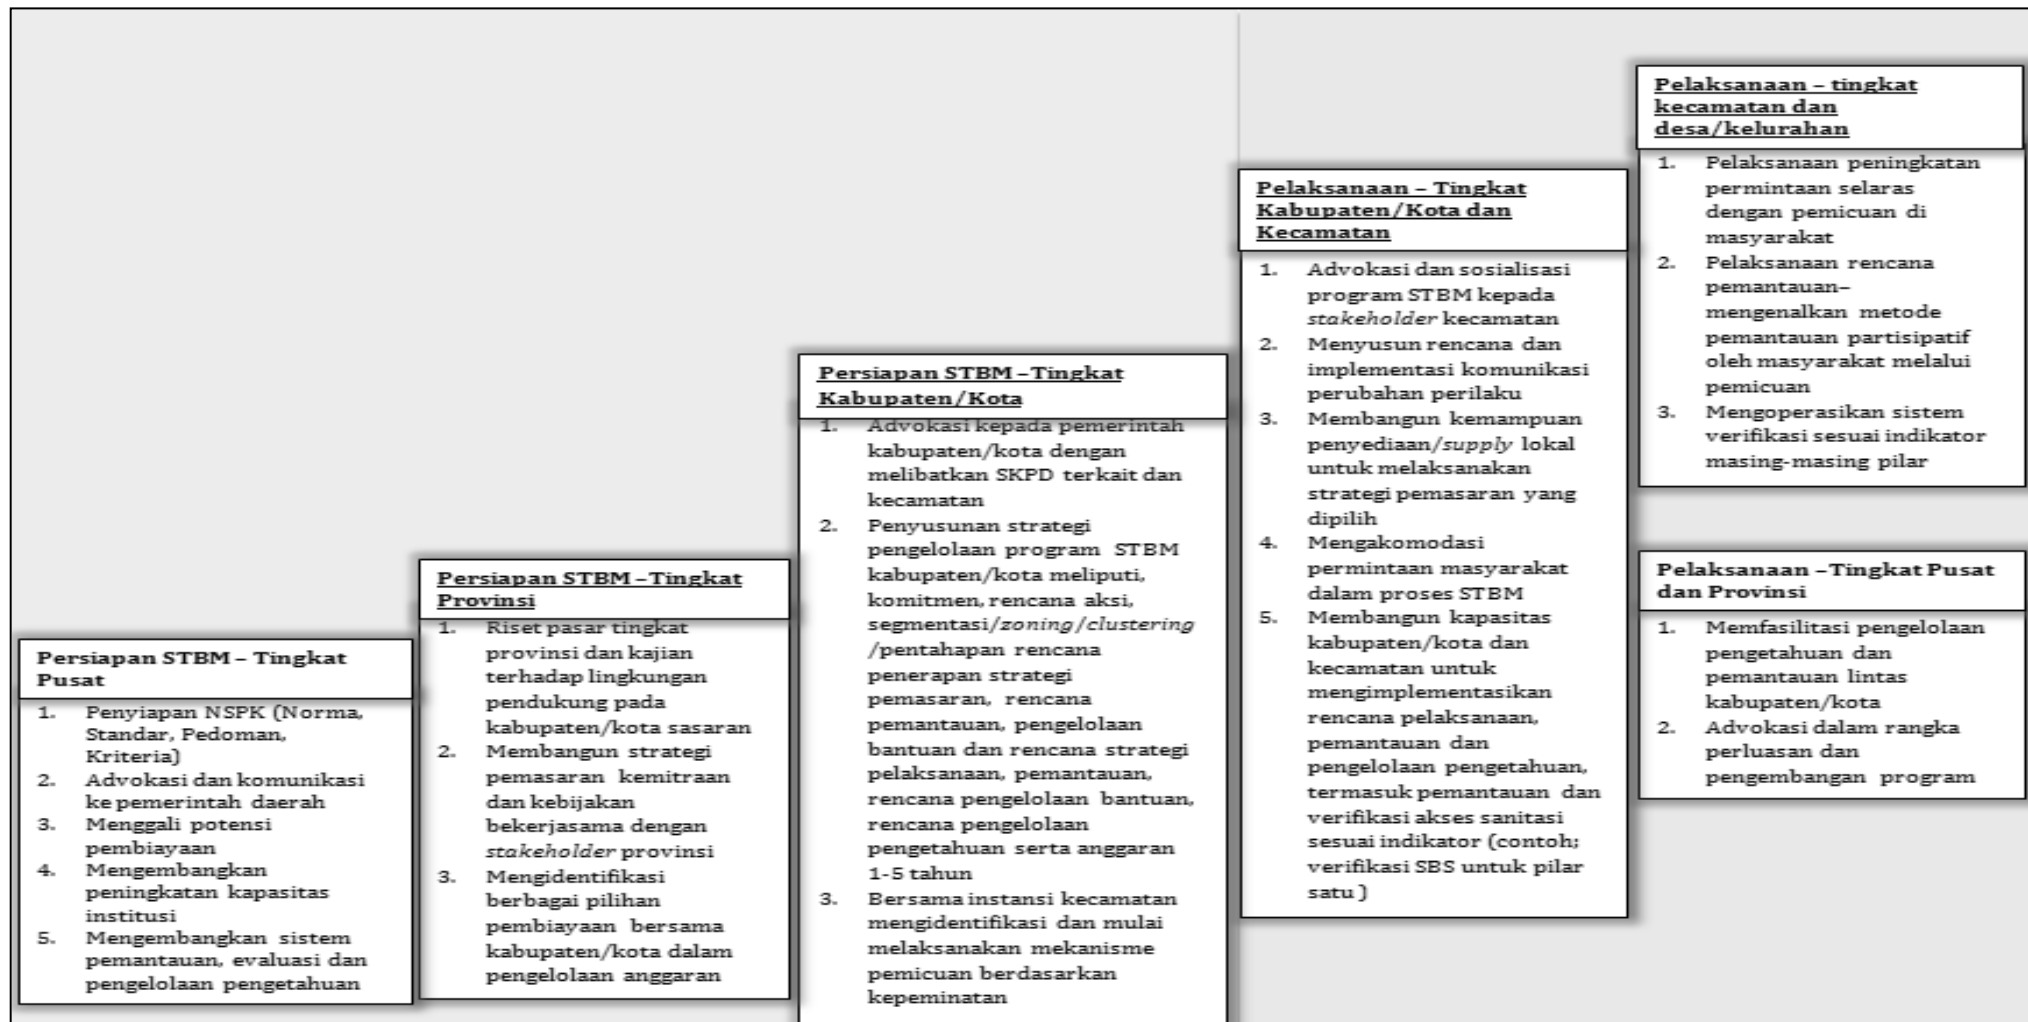 Persiapan STBM – Tingkat
Pusat
1. Penyiapan NSPK (Norma,
Standar, Pedoman,
Kriteria)
2. Advokasi dan komunikasi
ke pemerintah daerah
3. Menggali potensi
pembiayaan
4. Mengembangkan
peningkatan kapasitas
institusi
5. Mengembangkan sistem
pemantauan, evaluasi dan
pengelolaan pengetahuan
Persiapan STBM –Tingkat
Provinsi
1. Riset pasar tingkat
provinsi dan kajian
terhadap lingkungan
pendukung pada
kabupaten/kota sasaran
2. Membangun strategi
pemasaran kemitraan
dan kebijakan
bekerjasama dengan
stakeholder provinsi
3. Mengidentifikasi
berbagai pilihan
pembiayaan bersama
kabupaten/kota dalam
pengelolaan anggaran
Persiapan STBM –Tingkat
Kabupaten/Kota
1. Advokasi kepada pemerintah
kabupaten/kota dengan
melibatkan SKPD terkait dan
kecamatan
2. Penyusunan strategi
pengelolaan program STBM
kabupaten/kota meliputi,
komitmen, rencana aksi,
segmentasi/zoning/clustering
/pentahapan rencana
penerapan strategi
pemasaran, rencana
pemantauan, pengelolaan
bantuan dan rencana strategi
pelaksanaan, pemantauan,
rencana pengelolaan bantuan,
rencana pengelolaan
pengetahuan serta anggaran
1-5 tahun
3. Bersama instansi kecamatan
mengidentifikasi dan mulai
melaksanakan mekanisme
pemicuan berdasarkan
kepeminatan
Pelaksanaan – Tingkat
Kabupaten/Kota dan
Kecamatan
1. Advokasi dan sosialisasi
program STBM kepada
stakeholder kecamatan
2. Menyusun rencana dan
implementasi komunikasi
perubahan perilaku
3. Membangun kemampuan
penyediaan/supply lokal
untuk melaksanakan
strategi pemasaran yang
dipilih
4. Mengakomodasi
permintaan masyarakat
dalam proses STBM
5. Membangun kapasitas
kabupaten/kota dan
kecamatan untuk
mengimplementasikan
rencana pelaksanaan,
pemantauan dan
pengelolaan pengetahuan,
termasuk pemantauan dan
verifikasi akses sanitasi
sesuai indikator (contoh;
verifikasi SBS untuk pilar
satu )
Pelaksanaan – tingkat
kecamatan dan
desa/kelurahan
1. Pelaksanaan peningkatan
permintaan selaras
dengan pemicuan di
masyarakat
2. Pelaksanaan rencana
pemantauan–
mengenalkan metode
pemantauan partisipatif
oleh masyarakat melalui
pemicuan
3. Mengoperasikan sistem
verifikasi sesuai indikator
masing-masing pilar
Pelaksanaan –Tingkat Pusat
dan Provinsi
1. Memfasilitasi pengelolaan
pengetahuan dan
pemantauan lintas
kabupaten/kota
2. Advokasi dalam rangka
perluasan dan
pengembangan program